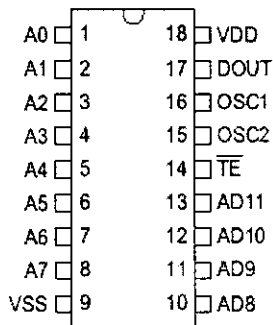 A0 1 18 VDD
A1 2 17 DOUT
A2 3 16 OSC1
A3 4 15 OSC2
A4 5 14 TE
A5 6 13 AD11
A6 7 12 AD10
A7 8 11 AD9
VSS 9 10 AD8